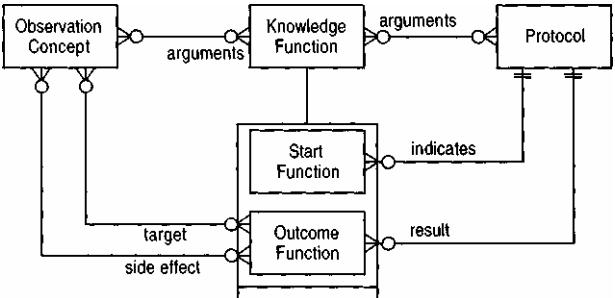 Observation
Concept
arguments
Knowledge
Function
arguments
Protocol
Start
Function
indicates
target
side effect
Outcome
Function
result